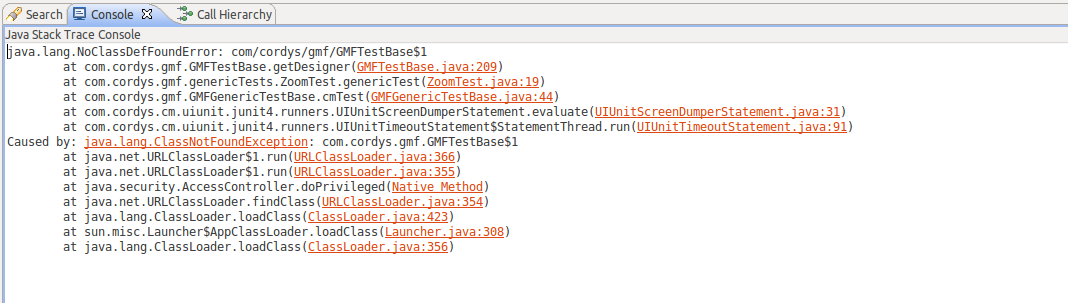 Search Console Call Hierarchy
Java Stack Trace Console
java.lang.NoClassDefFoundError: com/cordys/gmf/GMFTestBase$1
at com.cordys.gmf.GMFTestBase.getDesigner(GMFTestBase.java:209)
at com.cordys.gmf.genericTests.ZoomTest.genericTest(ZoomTest.java:19)
at com.cordys.gmf.GMFGenericTestBase.cmTest(GMFGenericTestBase.java:44)
at com.cordys.cm.uiunit.junit4.runners.UIUnitScreenDumperStatement.evaluate(UIUnitScreenDumperStatement.java:31)
at com.cordys.cm.uiunit.junit4.runners.UIUnitTimeoutStatement$StatementThread.run(UIUnitTimeoutStatement.java:91)
Caused by: java.lang.ClassNotFoundException: com.cordys.gmf.GMFTestBase$1
at java.net.URLClassLoader$1.run(URLClassLoader.java:366)
at java.net.URLClassLoader$1.run(URLClassLoader.java:355)
at java.security.AccessController.doPrivileged(Native Method)
at java.net.URLClassLoader.findClass(URLClassLoader.java:354)
at java.lang.ClassLoader.loadClass(ClassLoader.java:423)
at sun.misc.Launcher$AppClassLoader.loadClass(Launcher.java:308)
at java.lang.ClassLoader.loadClass(ClassLoader.java:356)